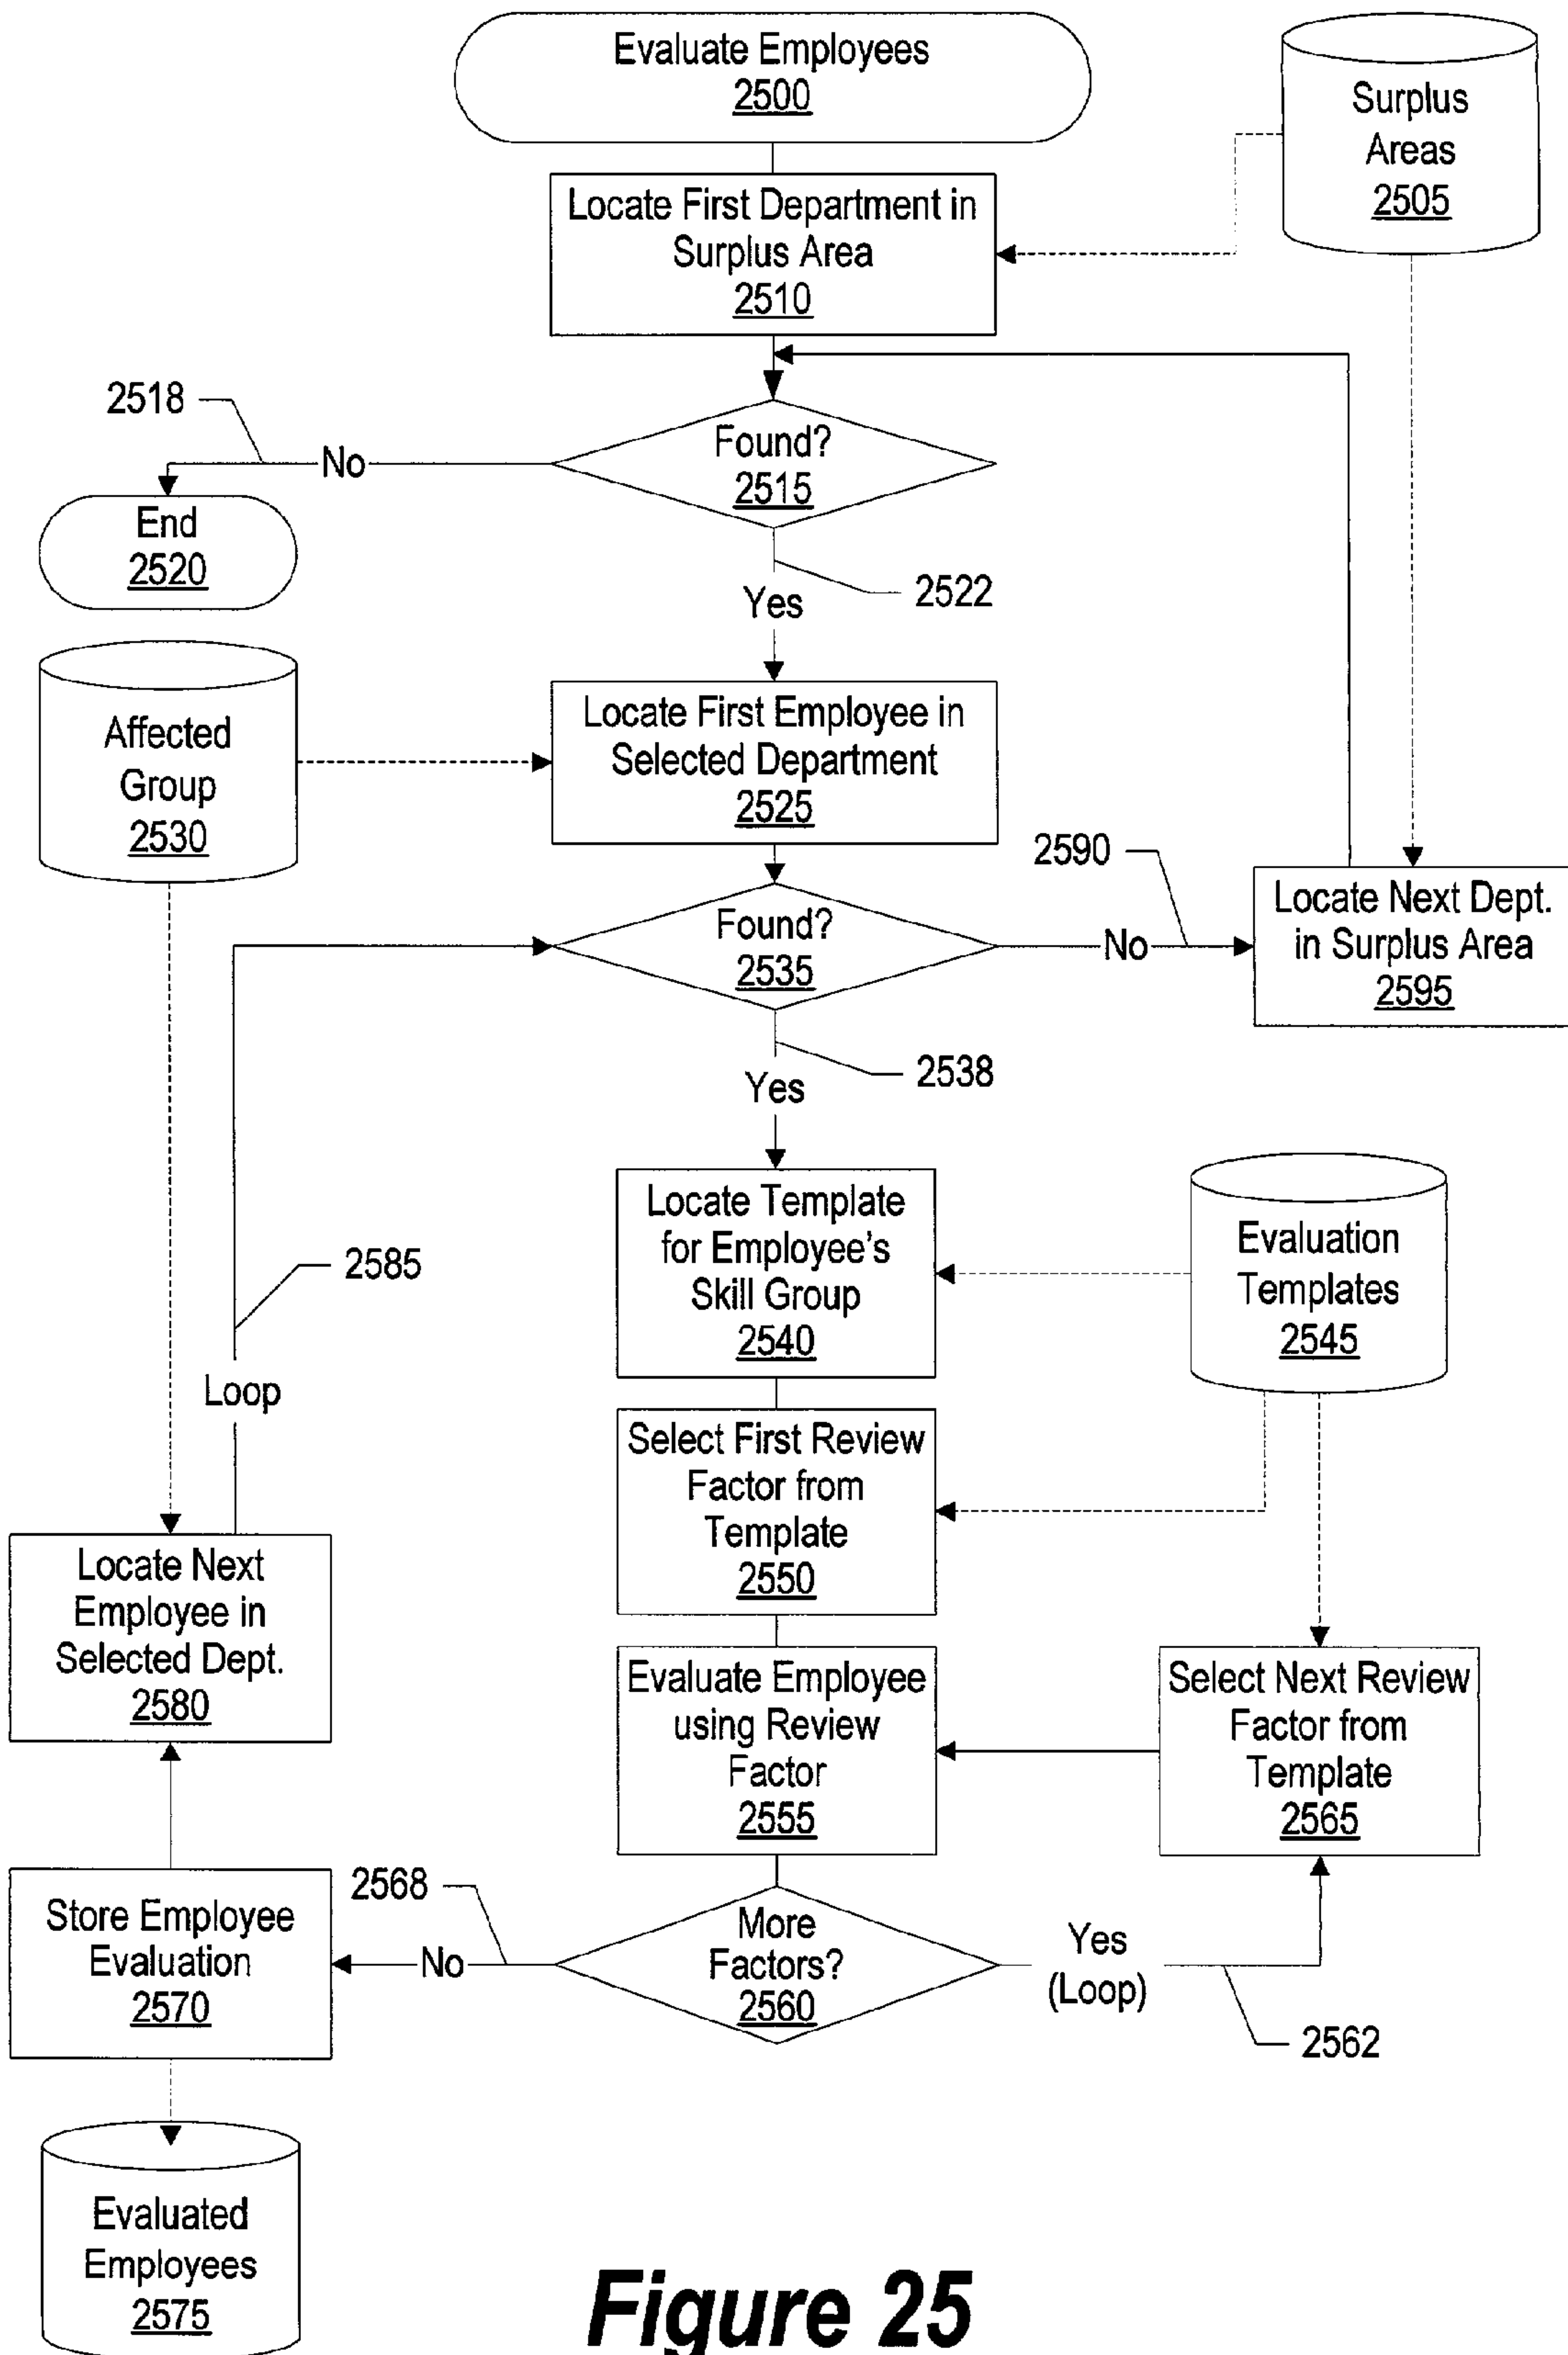 Evaluate Employees
2500
Surplus
Areas
2505
Locate First Department in
Surplus Area
2510
2518
No
Found?
2515
End
2520
2522
Yes
Affected
Group
2530
Locate First Employee in
Selected Department
2525
2590
Found?
2535
No
Locate Next Dept.
in Surplus Area
2595
2538
Yes
Locate Template
for Employee's
Skill Group
2540
Evaluation
Templates
2545
2585
Loop
Select First Review
Factor from
Template
2550
Locate Next
Employee in
Selected Dept.
2580
Evaluate Employee
using Review
Factor
2555
Select Next Review
Factor from
Template
2565
2568
Store Employee
Evaluation
2570
No
More
Factors?
2560
Yes
(Loop)
2562
Evaluated
Employees
2575
Figure 25